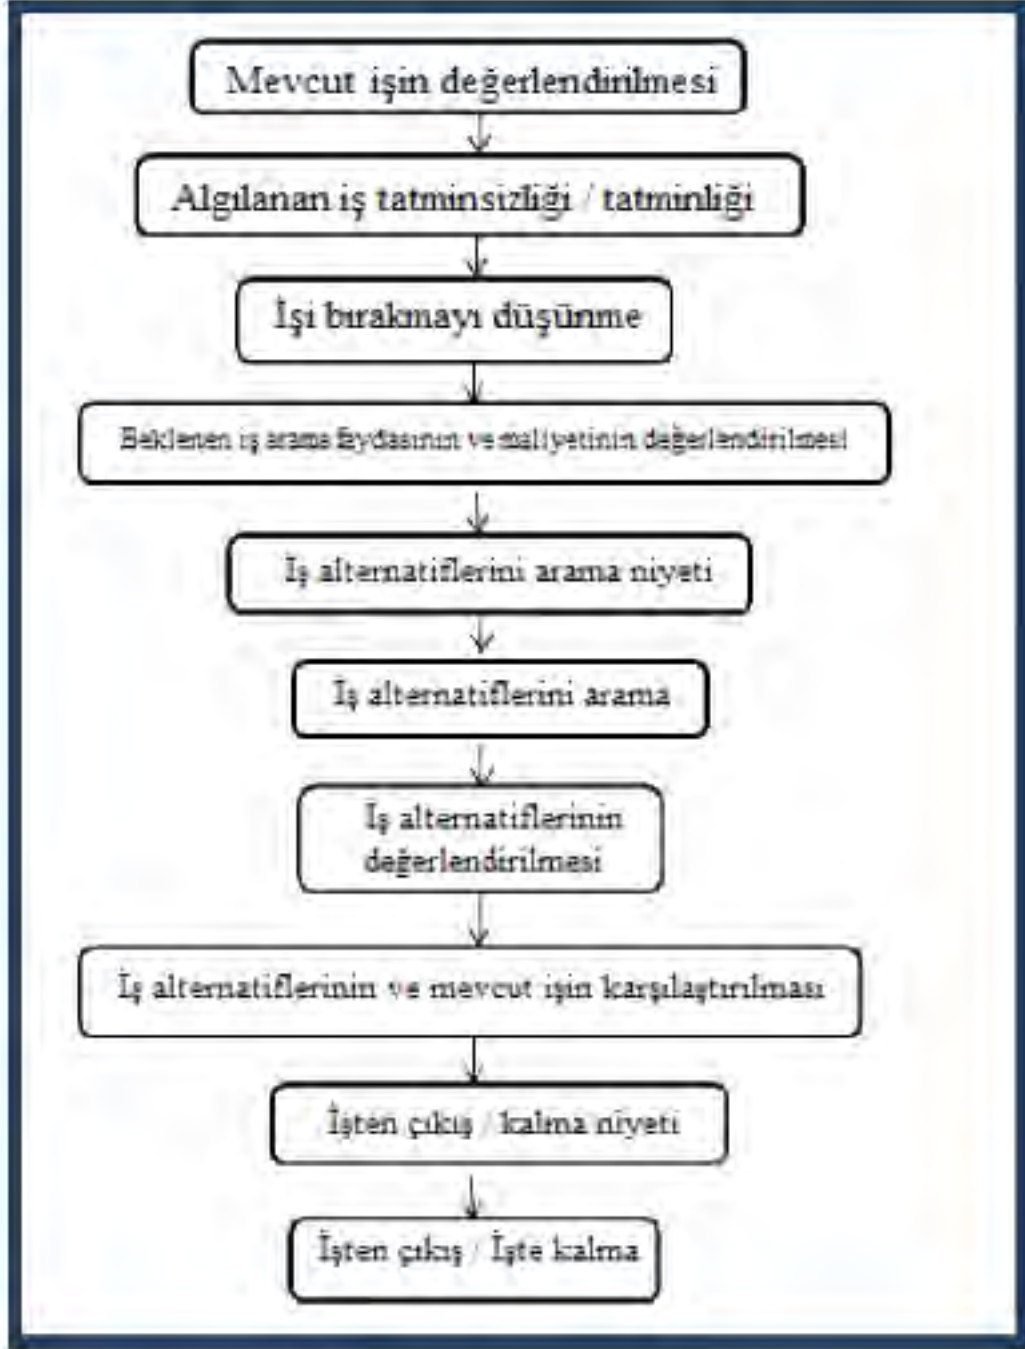 Mevcut işin değerlendirilmesi
Algılanan iş tatminsizliği / tatminliği
İşi bırakmayı düşünme
Beklenen iş arama faydasının ve maliyetinin değerlendirilmesi
İş alternatiflerini arama niyeti
İş alternatiflerini arama
İş alternatiflerinin
değerlendirilmesi
İş alternatiflerinin ve mevcut işin karşılaştırılması
İşten çıkış / kalma niyeti
İşten çıkış / İşte kalma